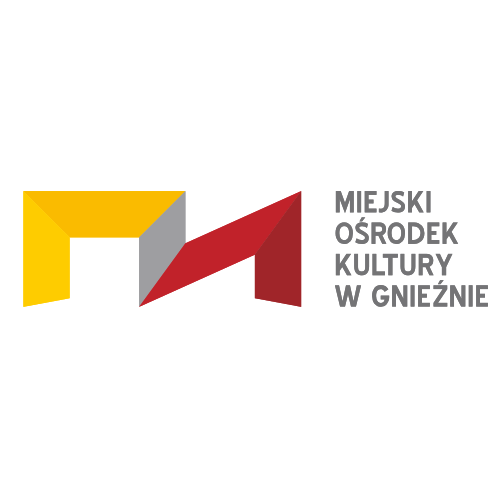 MIEJSKI
OŚRODEK
KULTURY
W GNIEŹNIE